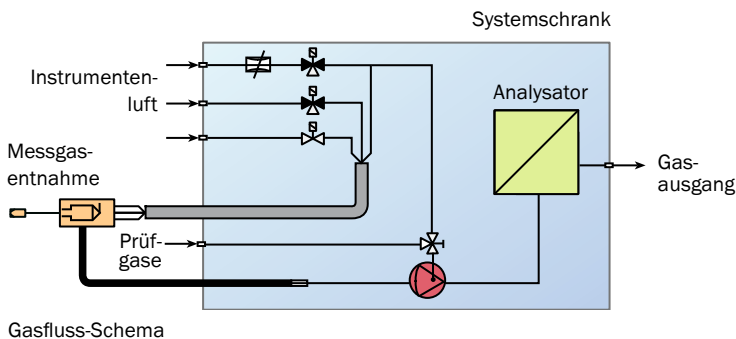 Systemschrank
Instrumenten-
luft
Analysator
Messgas-
entnahme
Gas-
ausgang
Prüf-
gase
Gasfluss-Schema